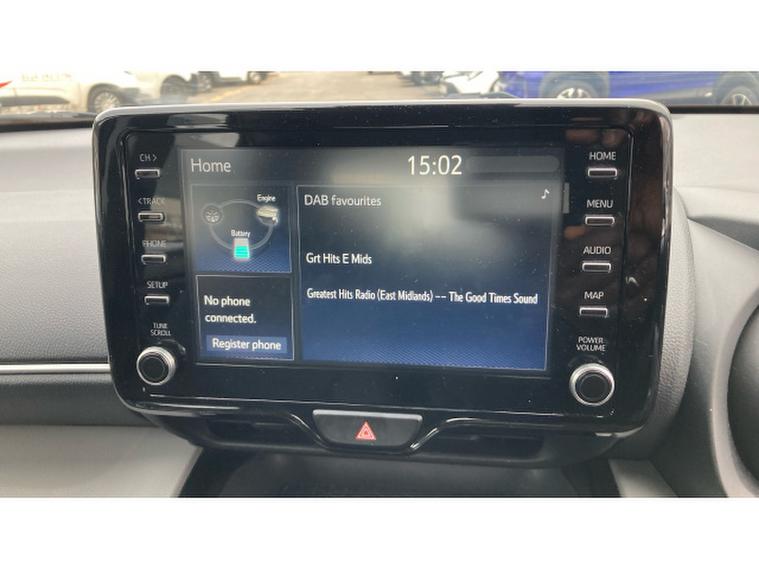 CH >
< TRACK
PHONE
SETUP
TUNE
SCROLL
Home
15:02
Engine
Battery
DAB favourites
Grt Hits E Mids
Greatest Hits Radio (East Midlands) -- The Good Times Sound
No phone
connected.
Register phone
HOME
MENU
AUDIO
MAP
POWER
VOLUME